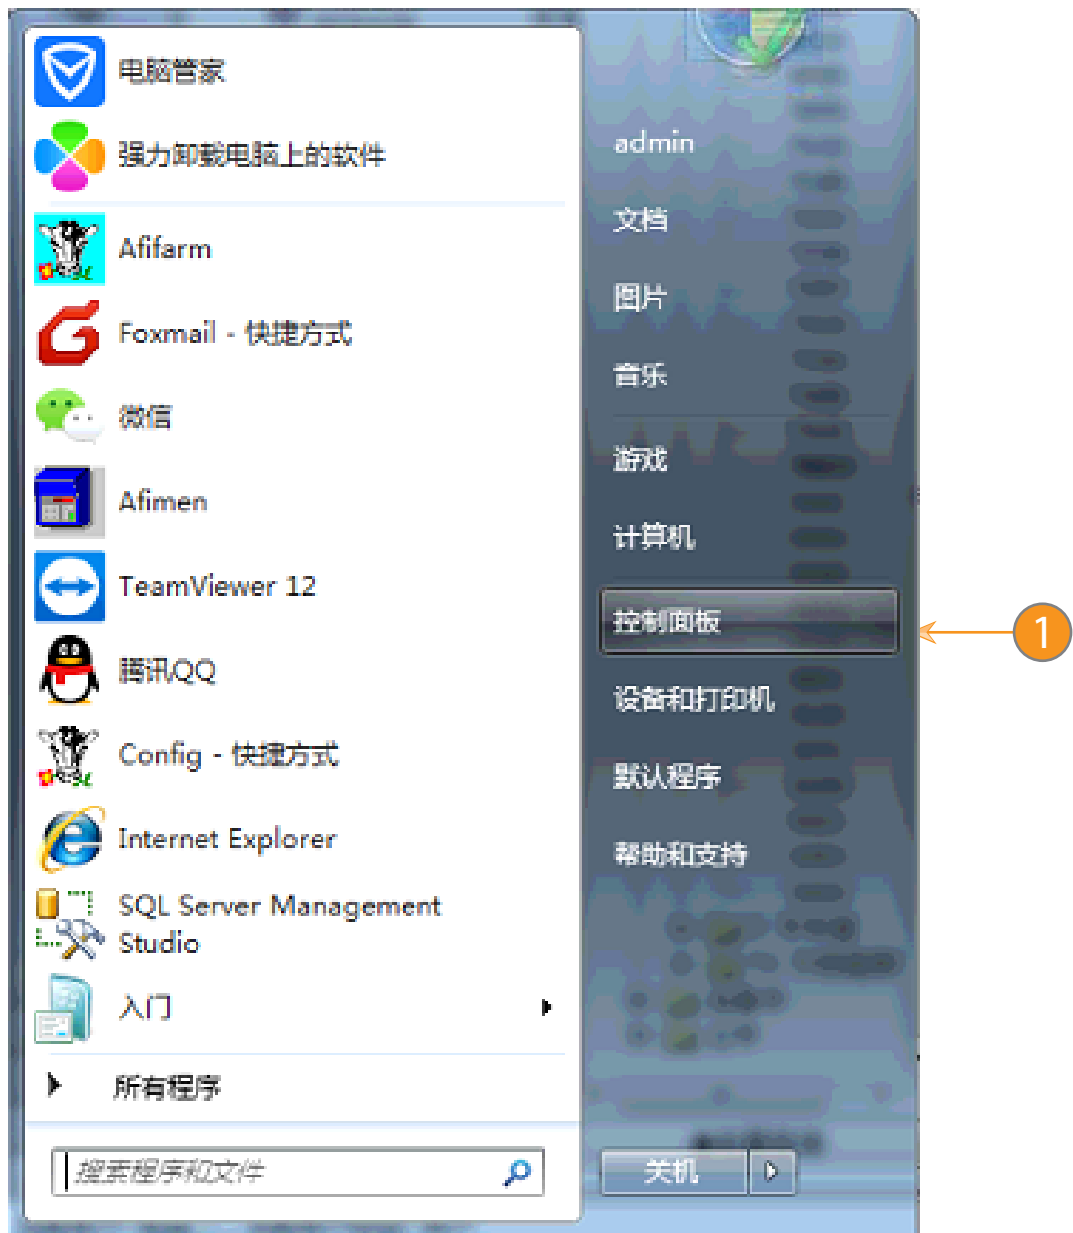 电脑管家
强力卸载电脑上的软件
Afifarm
Foxmail - 快捷方式
微信
Afimen
TeamViewer 12
腾讯QQ
Config - 快捷方式
Internet Explorer
SQL Server Management
Studio
入门
所有程序
搜索程序和文件
admin
文档
图片
音乐
游戏
计算机
控制面板
设备和打印机
默认程序
帮助和支持
关机
1